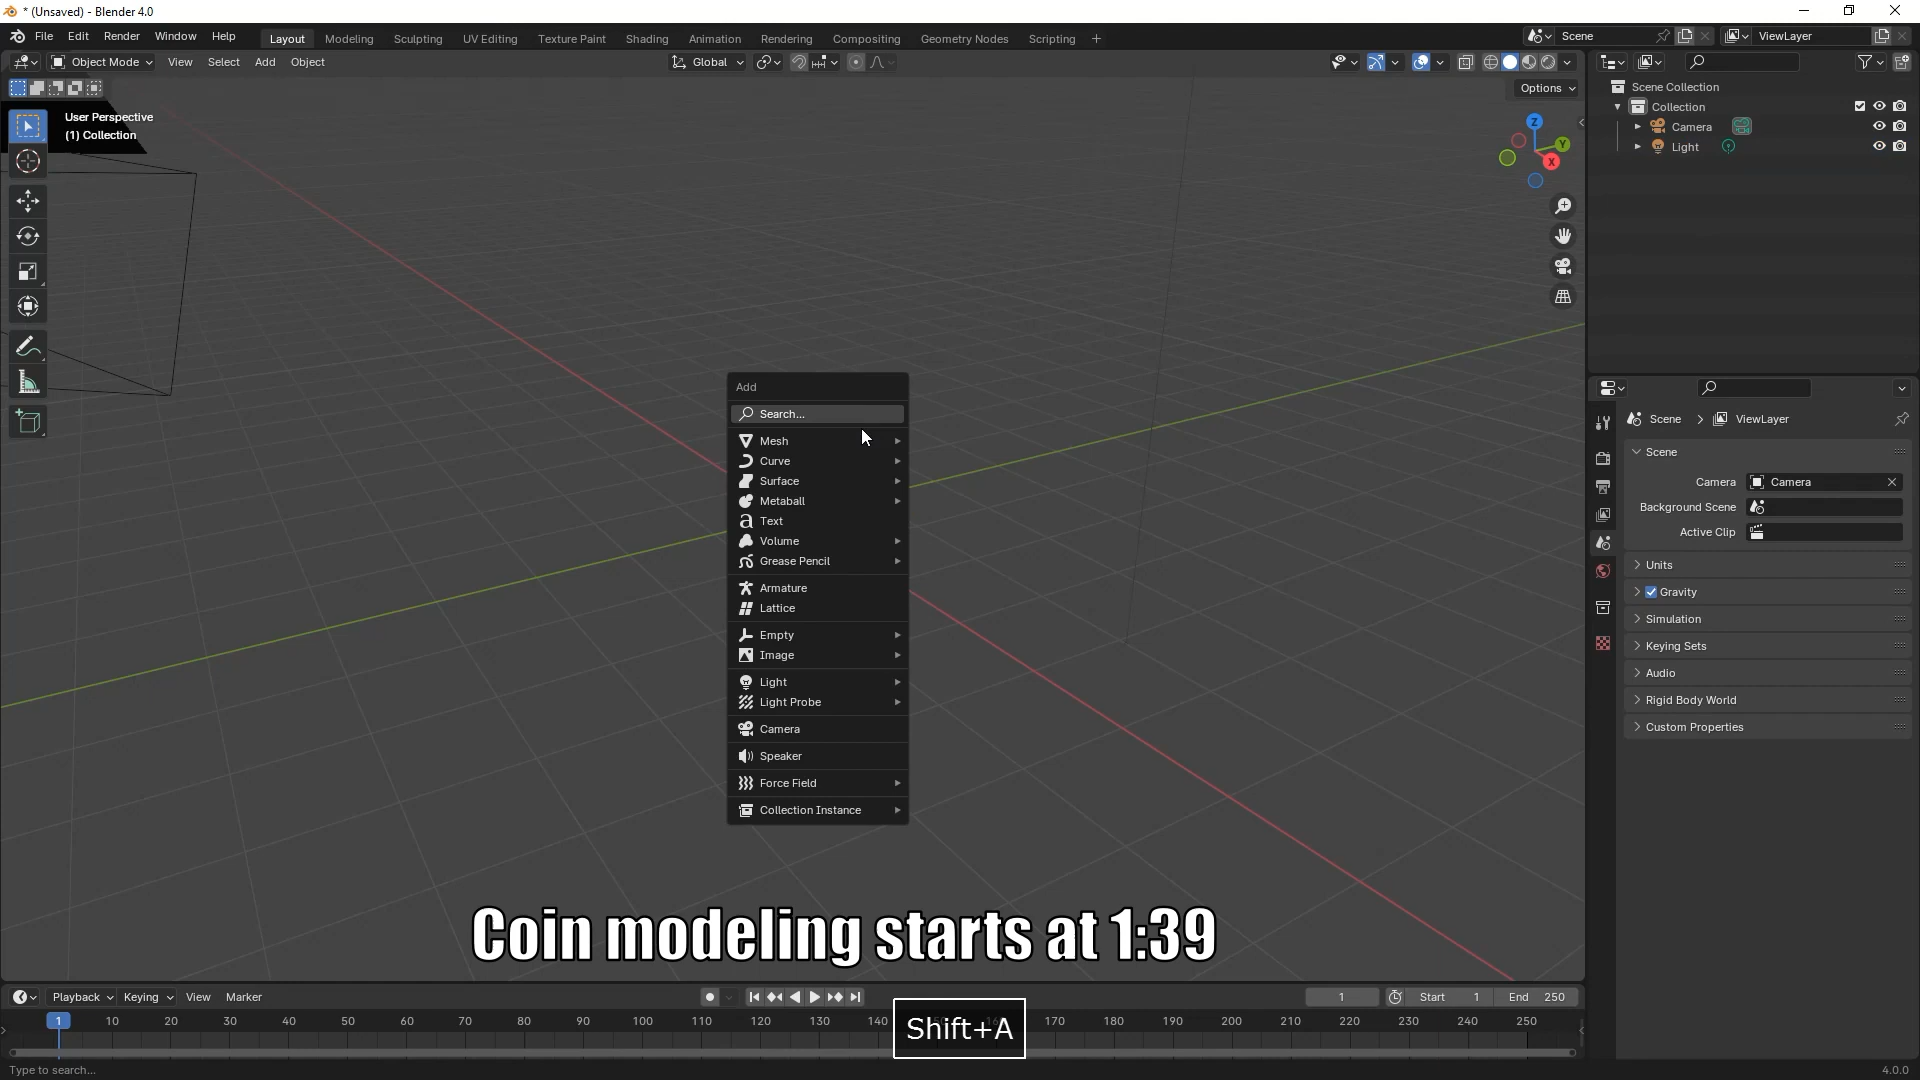 * (Unsaved) - Blender 4.0
File Edit Render Window Help
Layout Modeling Sculpting UV Editing Texture Paint Shading Animation Rendering Compositing Geometry Nodes Scripting +
Scene
ViewLayer
Object Mode View Select Add Object
Global
Options
User Perspective
(1) Collection
Z
Y
X
Scene Collection
Collection
Camera
Light
Scene > ViewLayer
Scene
Camera Camera
Background Scene
Active Clip
Units
Gravity
Simulation
Keying Sets
Audio
Rigid Body World
Custom Properties
Add
Search...
Mesh
Curve
Surface
Metaball
Text
Volume
Grease Pencil
Armature
Lattice
Empty
Image
Light
Light Probe
Camera
Speaker
Force Field
Collection Instance
Coin modeling starts at 1:39
Playback Keying View Marker
1 Start 1 End 250
1 10 20 30 40 50 60 70 80 90 100 110 120 130 140 170 180 190 200 210 220 230 240 250
Shift+A
Type to search...
4.0.0